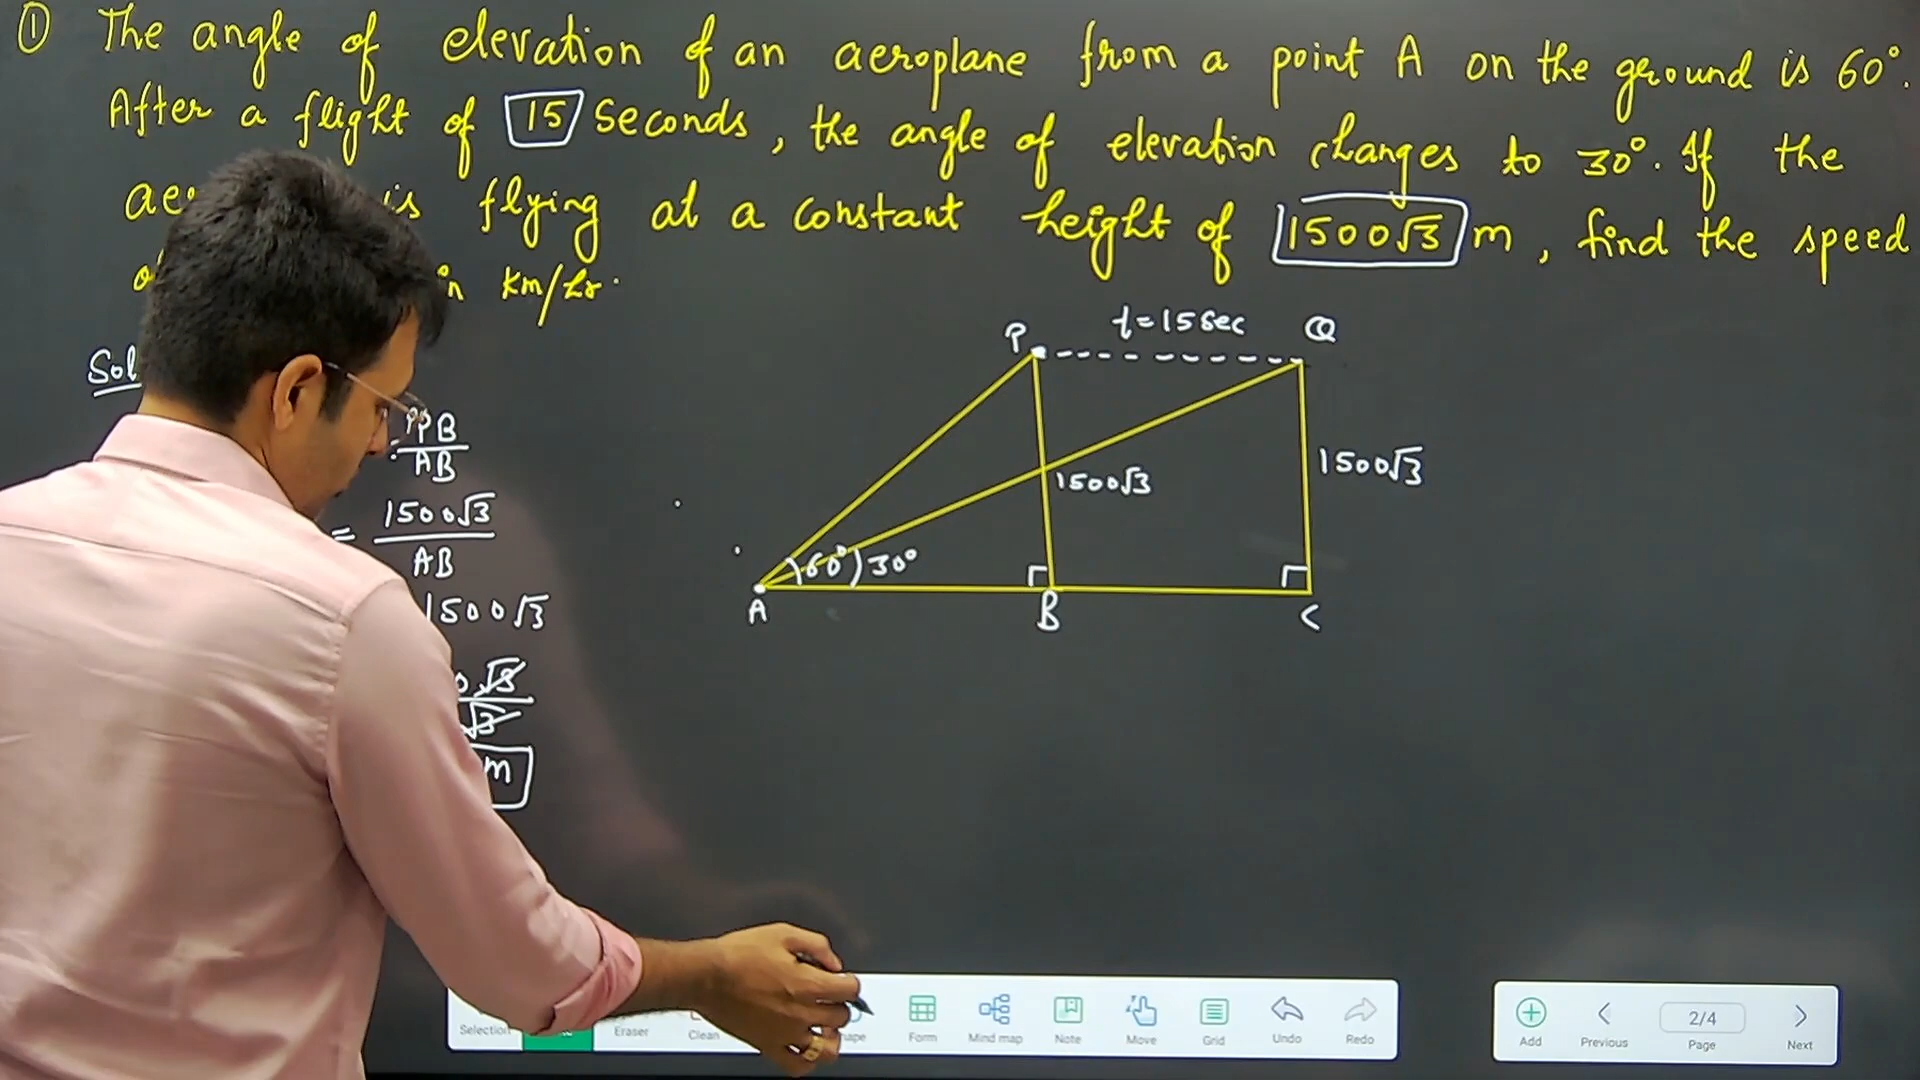 ① The angle of elevation of an aeroplane from a point A on the ground is 60°.
After a flight of 15 seconds, the angle of elevation changes to 30°. If the
is flying at a constant height of 1500√3 m, find the speed
km/hr.
t=15sec
P Q
Sol
PB
AB
1500√3
1500√3
= 1500√3
AB
60° 30°
A B C
1500√3
√3
√3
m
Selection Eraser Clean Form Mind map Note Move Grid Undo Redo
Add Previous 2/4 Page Next